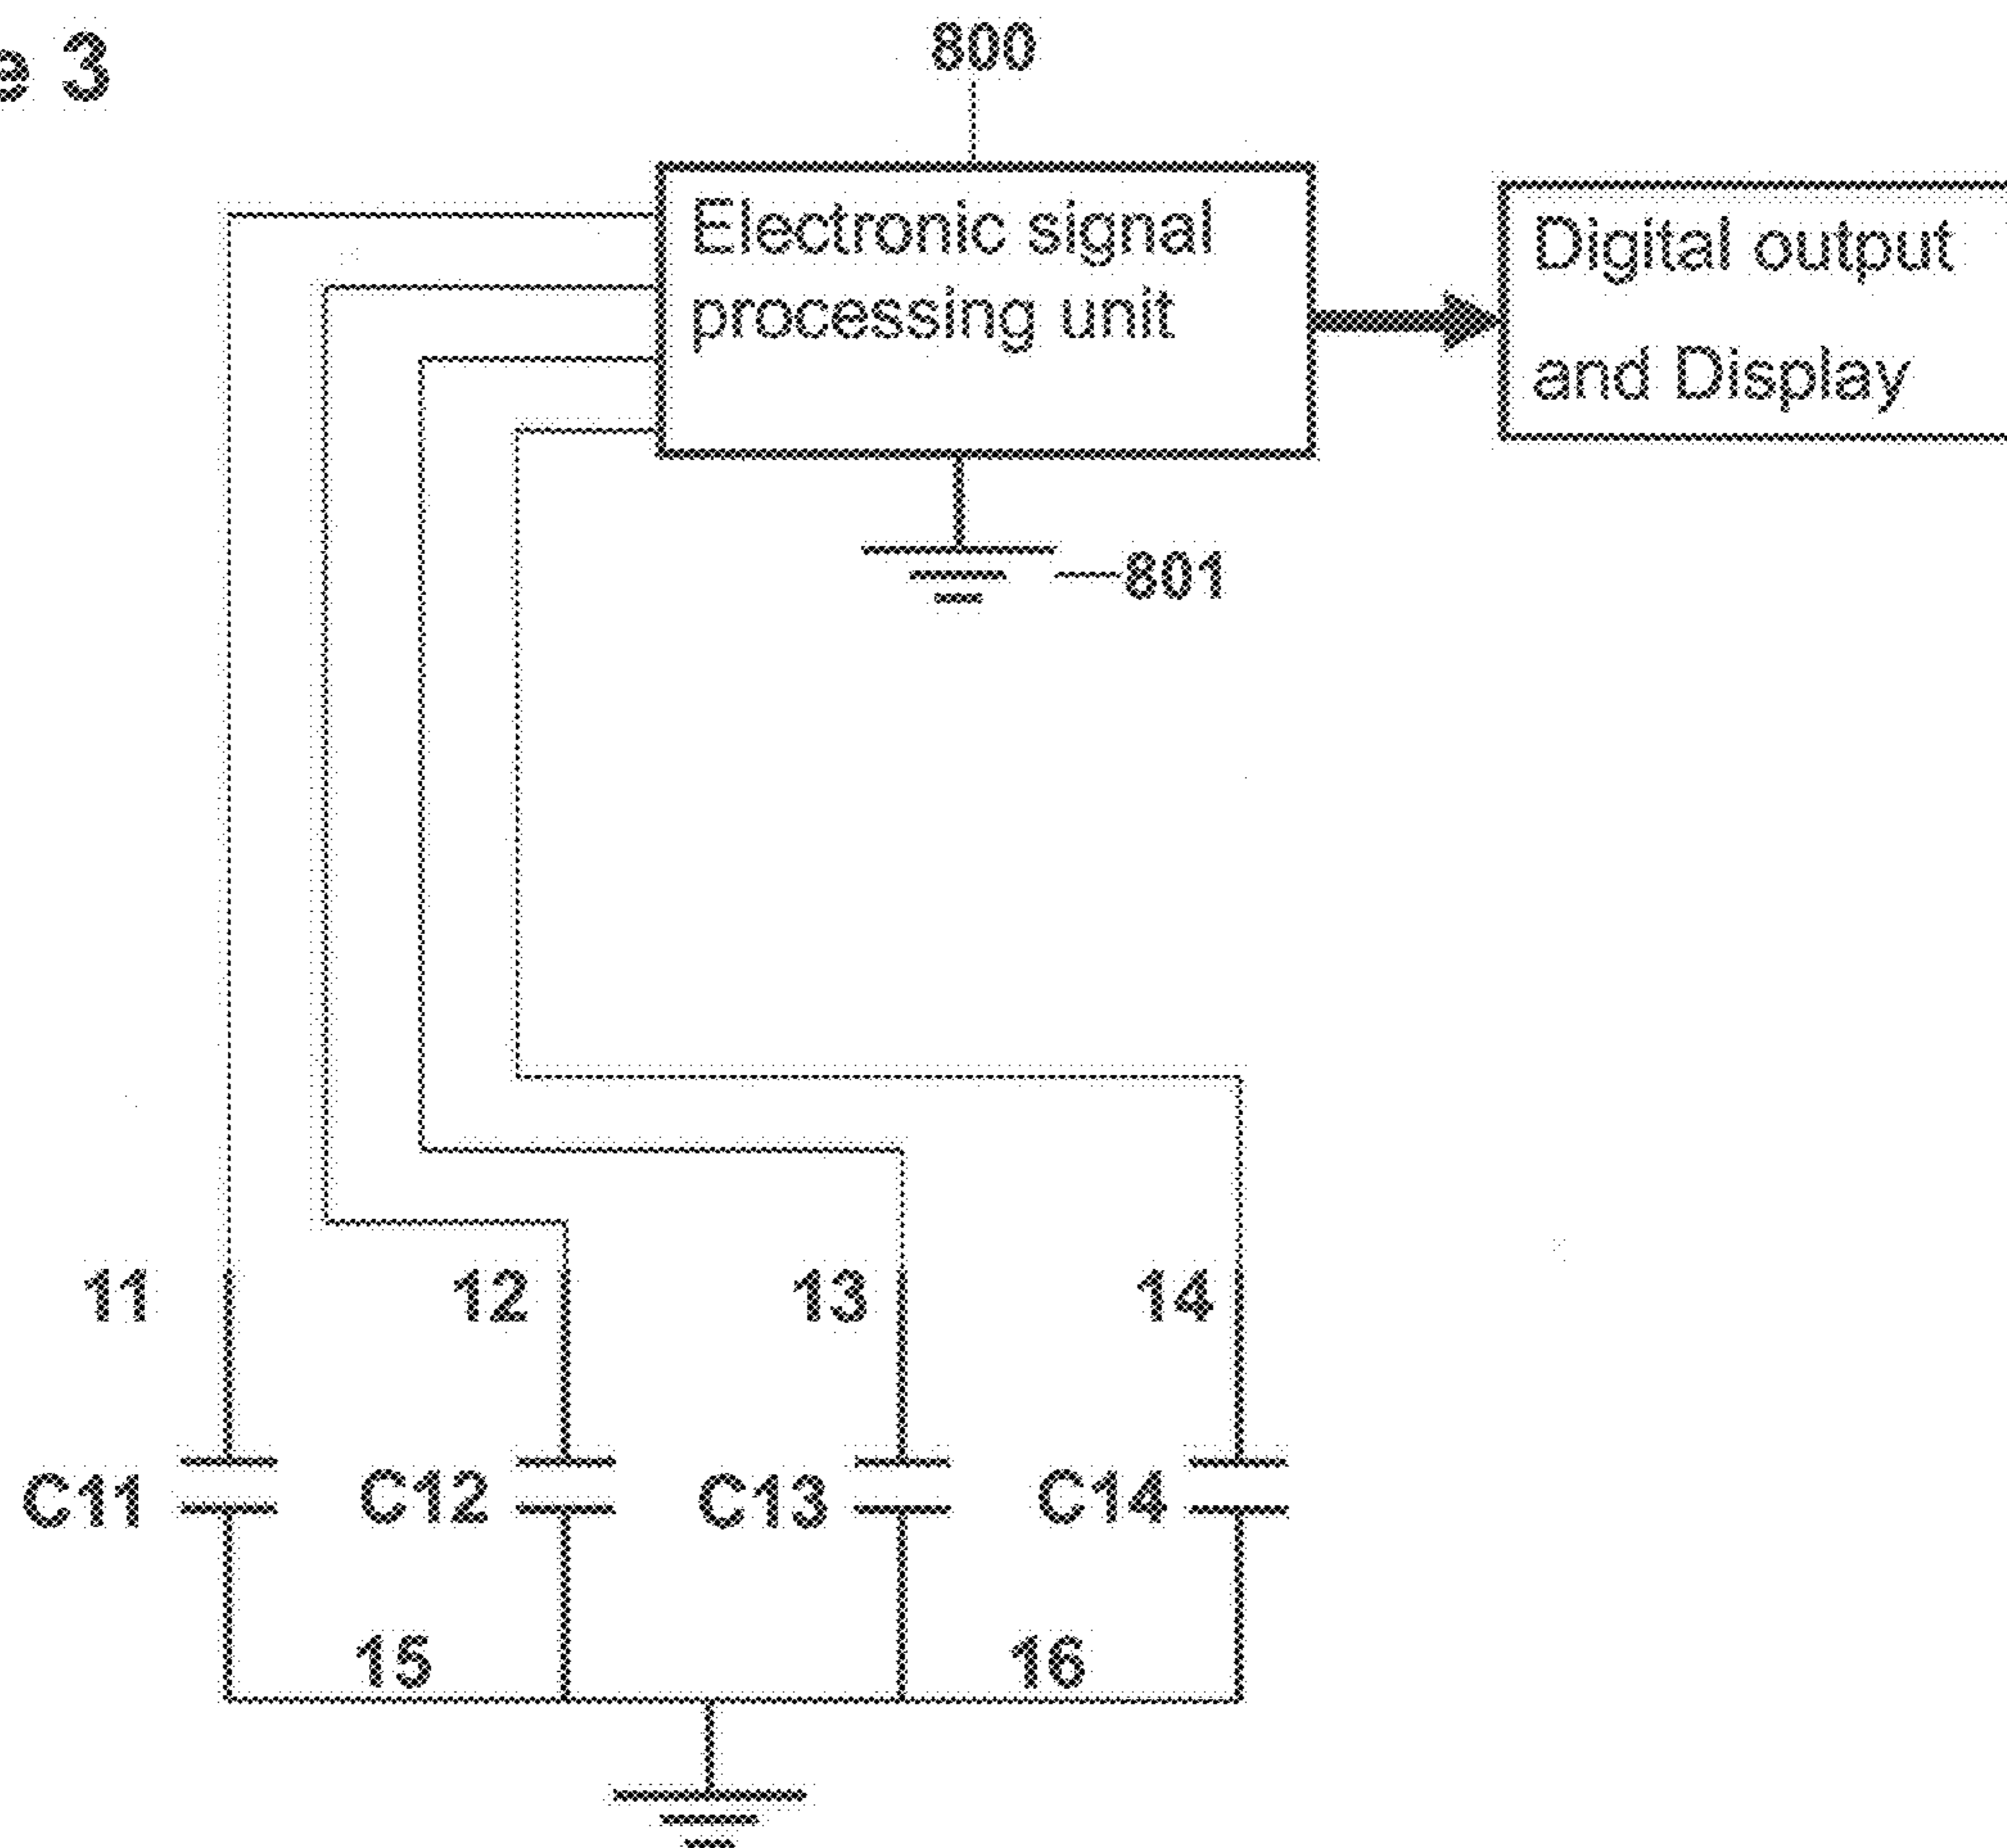 e 3
800
Electronic signal
processing unit
Digital output
and Display
801
11
12
13
14
C11
C12
C13
C14
15
16